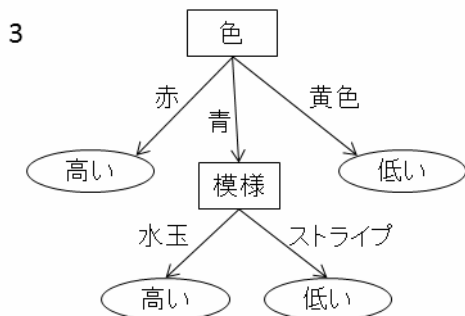 3
色
赤
青
黄色
高い
模様
低い
水玉
ストライプ
高い
低い